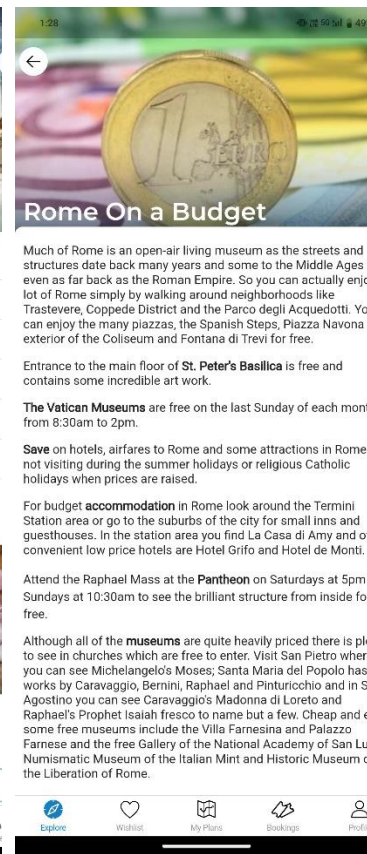 1:28
5G
49
1
EURO
Rome On a Budget
Much of Rome is an open-air living museum as the streets and
structures date back many years and some to the Middle Ages
even as far back as the Roman Empire. So you can actually
lot of Rome simply by walking around neighborhoods like
Trastevere, Coppede District and the Parco degli Acquedotti.
can enjoy the many piazzas, the Spanish Steps, Piazza Navona
exterior of the Coliseum and Fontana di Trevi for free.
Entrance to the main floor of St. Peter's Basilica is free and
contains some incredible art work.
The Vatican Museums are free on the last Sunday of each
from 8:30am to 2pm.
Save on hotels, airfares to Rome and some attractions in Rome
not visiting during the summer holidays or religious Catholic
holidays when prices are raised.
For budget accommodation in Rome look around the Termini
Station area or go to the suburbs of the city for small inns and
guesthouses. In the station area you find La Casa di Amy and
convenient low price hotels are Hotel Grifo and Hotel de Monti.
Attend the Raphael Mass at the Pantheon on Saturdays at 5pm
Sundays at 10:30am to see the brilliant structure from inside
free.
Although all of the museums are quite heavily priced there is
to see in churches which are free to enter. Visit San Pietro
you can see Michelangelo's Moses; Santa Maria del Popolo has
works by Caravaggio, Bernini, Raphael and Pinturicchio and in
Agostino you can see Caravaggio's Madonna di Loreto and
Raphael's Prophet Isaiah fresco to name but a few. Cheap and
some free museums include the Villa Farnesina and Palazzo
Farnese and the free Gallery of the National Academy of San
Numismatic Museum of the Italian Mint and Historic Museum
the Liberation of Rome.
Explore
Wishlist
My Plans
Bookings